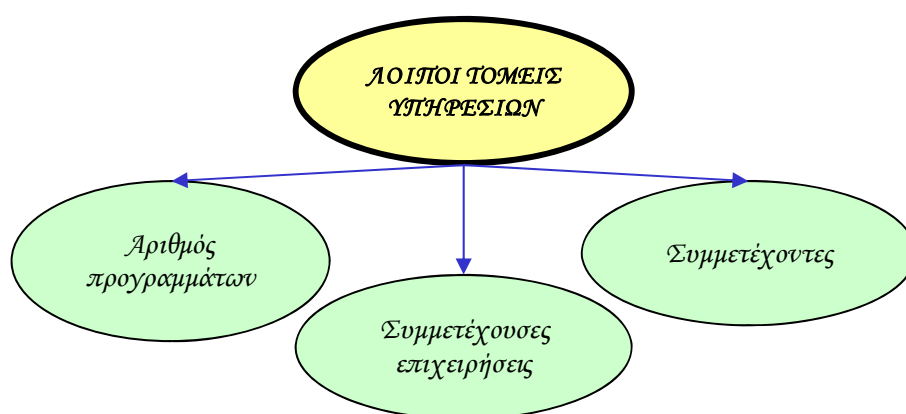 ΛΟΙΠΟΙ ΤΟΜΕΙΣ
ΥΠΗΡΕΣΙΩΝ
Αριθμός
προγραμμάτων
Συμμετέχουσες
επιχειρήσεις
Συμμετέχοντες